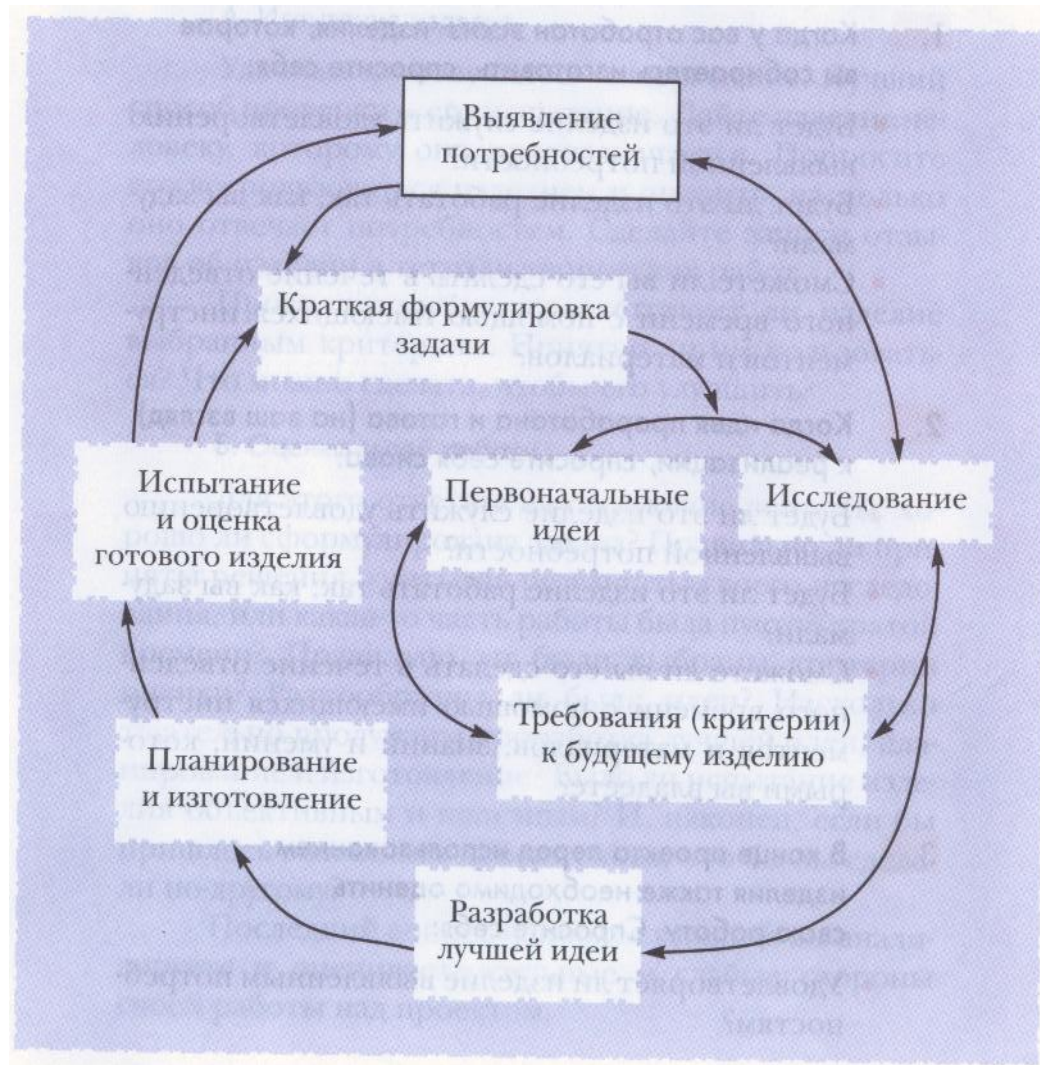 Выявление
потребностей
Краткая формулировка
задачи
Испытание
и оценка
готового изделия
Первоначальные
идеи
Исследование
Требования (критерии)
к будущему изделию
Планирование
и изготовление
Разработка
лучшей идеи